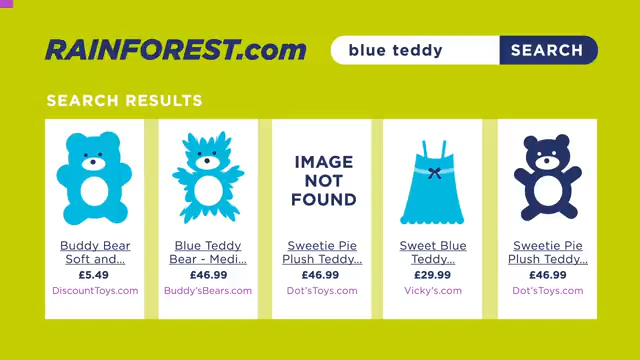 RAINFOREST.com
blue teddy
SEARCH
SEARCH RESULTS
Buddy Bear
Soft and...
£5.49
DiscountToys.com
Blue Teddy
Bear - Medi...
£46.99
Buddy'sBears.com
IMAGE
NOT
FOUND
Sweetie Pie
Plush Teddy...
£46.99
Dot'sToys.com
Sweet Blue
Teddy...
£29.99
Vicky's.com
Sweetie Pie
Plush Teddy...
£46.99
Dot'sToys.com